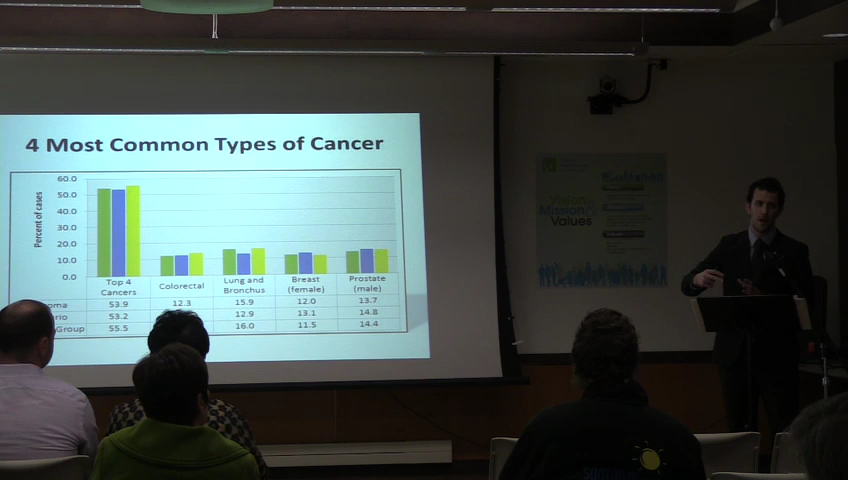 4 Most Common Types of Cancer
Percent of cases
60.0
50.0
40.0
30.0
20.0
10.0
0.0
Top 4 Colorectal Lung and Breast Prostate
Cancers Bronchus (female) (male)
oma 53.9 12.3 15.9 12.0 13.7
rio 53.2 12.9 13.1 14.8
Group 55.5 16.0 11.5 14.4
Vision
Mission &
Values